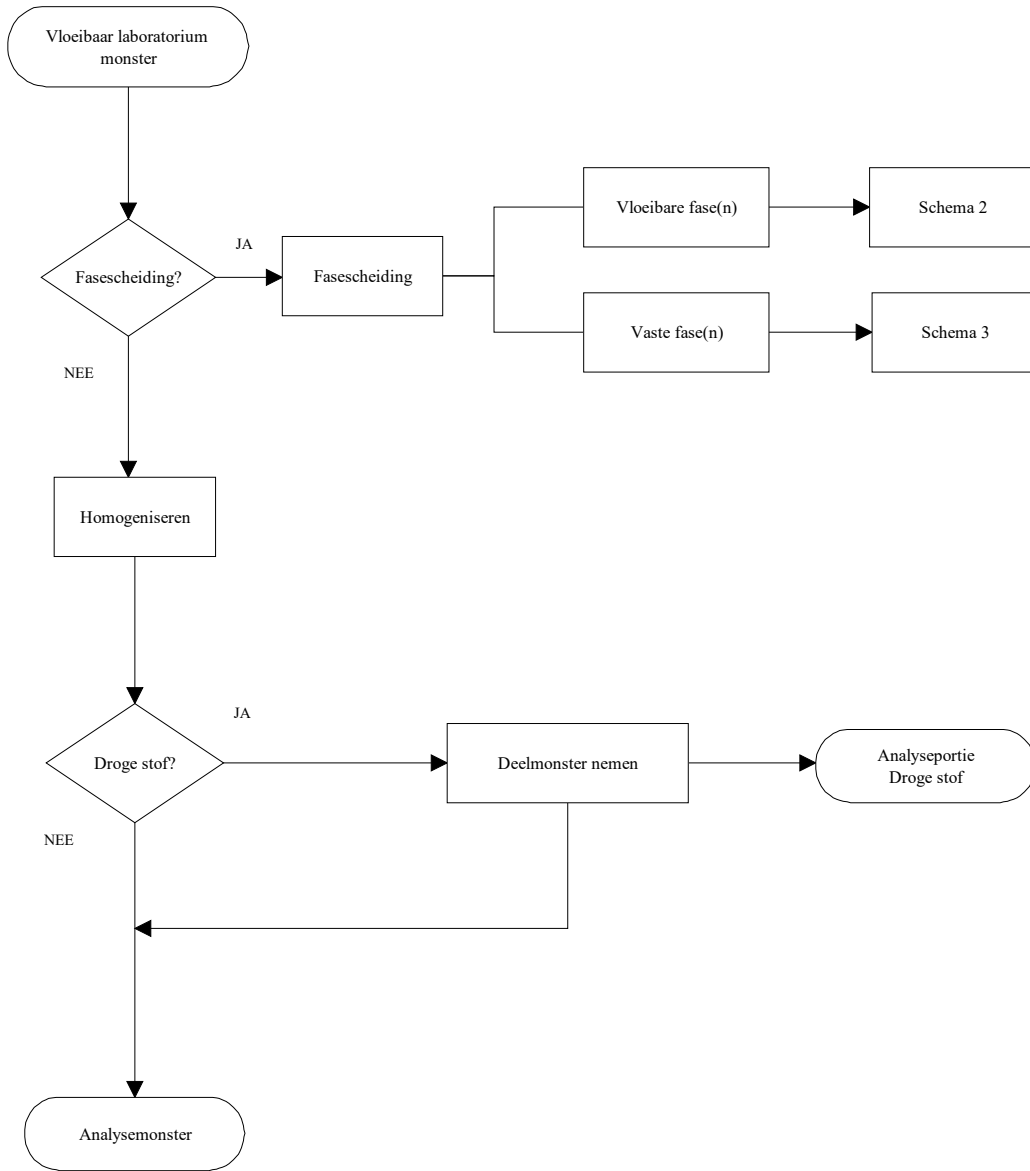 Vloeibaar laboratorium
monster
Fasescheiding?
JA
Fasescheiding
Vloeibare fase(n)
Schema 2
Vaste fase(n)
Schema 3
NEE
Homogeniseren
Droge stof?
JA
Deelmonster nemen
Analyseportie
Droge stof
NEE
Analysemonster